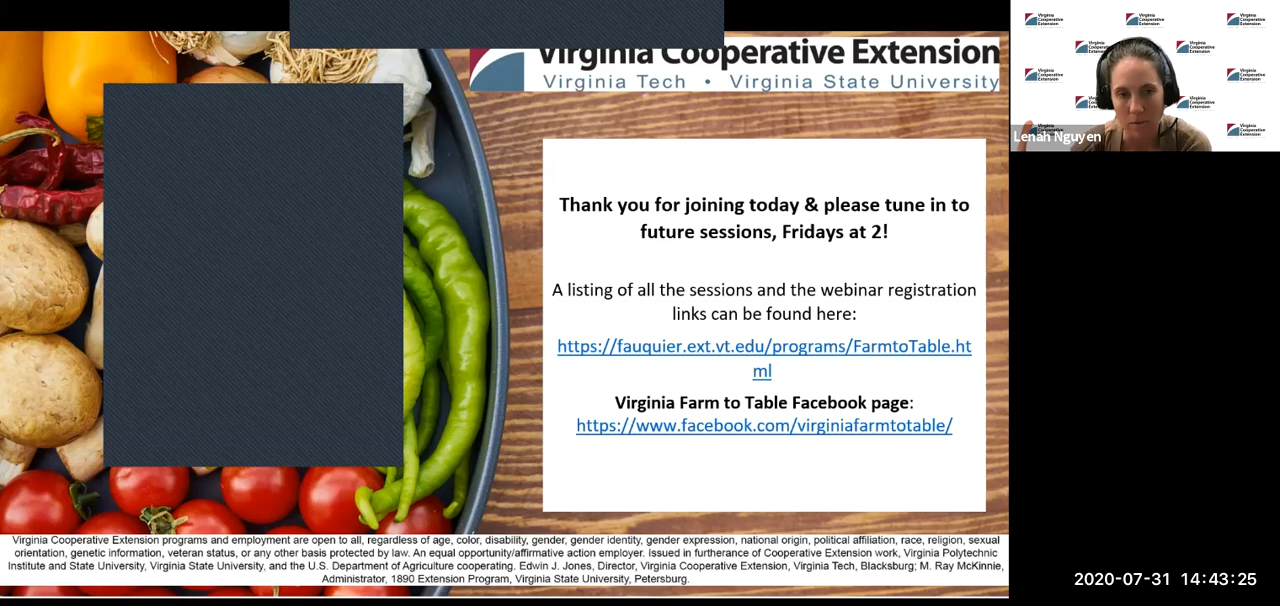 Virginia Cooperative Extension
Virginia Tech • Virginia State University
Thank you for joining today & please tune in to
future sessions, Fridays at 2!
A listing of all the sessions and the webinar registration
links can be found here:
https://fauquier.ext.vt.edu/programs/FarmtoTable.ht
ml
Virginia Farm to Table Facebook page:
https://www.facebook.com/virginiafarmtotable/
Virginia Cooperative Extension programs and employment are open to all, regardless of age, color, disability, gender, gender identity, gender expression, national origin, political affiliation, race, religion, sexual
orientation, genetic information, veteran status, or any other basis protected by law. An equal opportunity/affirmative action employer. Issued in furtherance of Cooperative Extension work, Virginia Polytechnic
Institute and State University, Virginia State University, and the U.S. Department of Agriculture cooperating. Edwin J. Jones, Director, Virginia Cooperative Extension, Virginia Tech, Blacksburg; M. Ray McKinnie,
Administrator, 1890 Extension Program, Virginia State University, Petersburg.
Virginia
Cooperative
Extension
Lenah Nguyen
2020-07-31 14:43:25